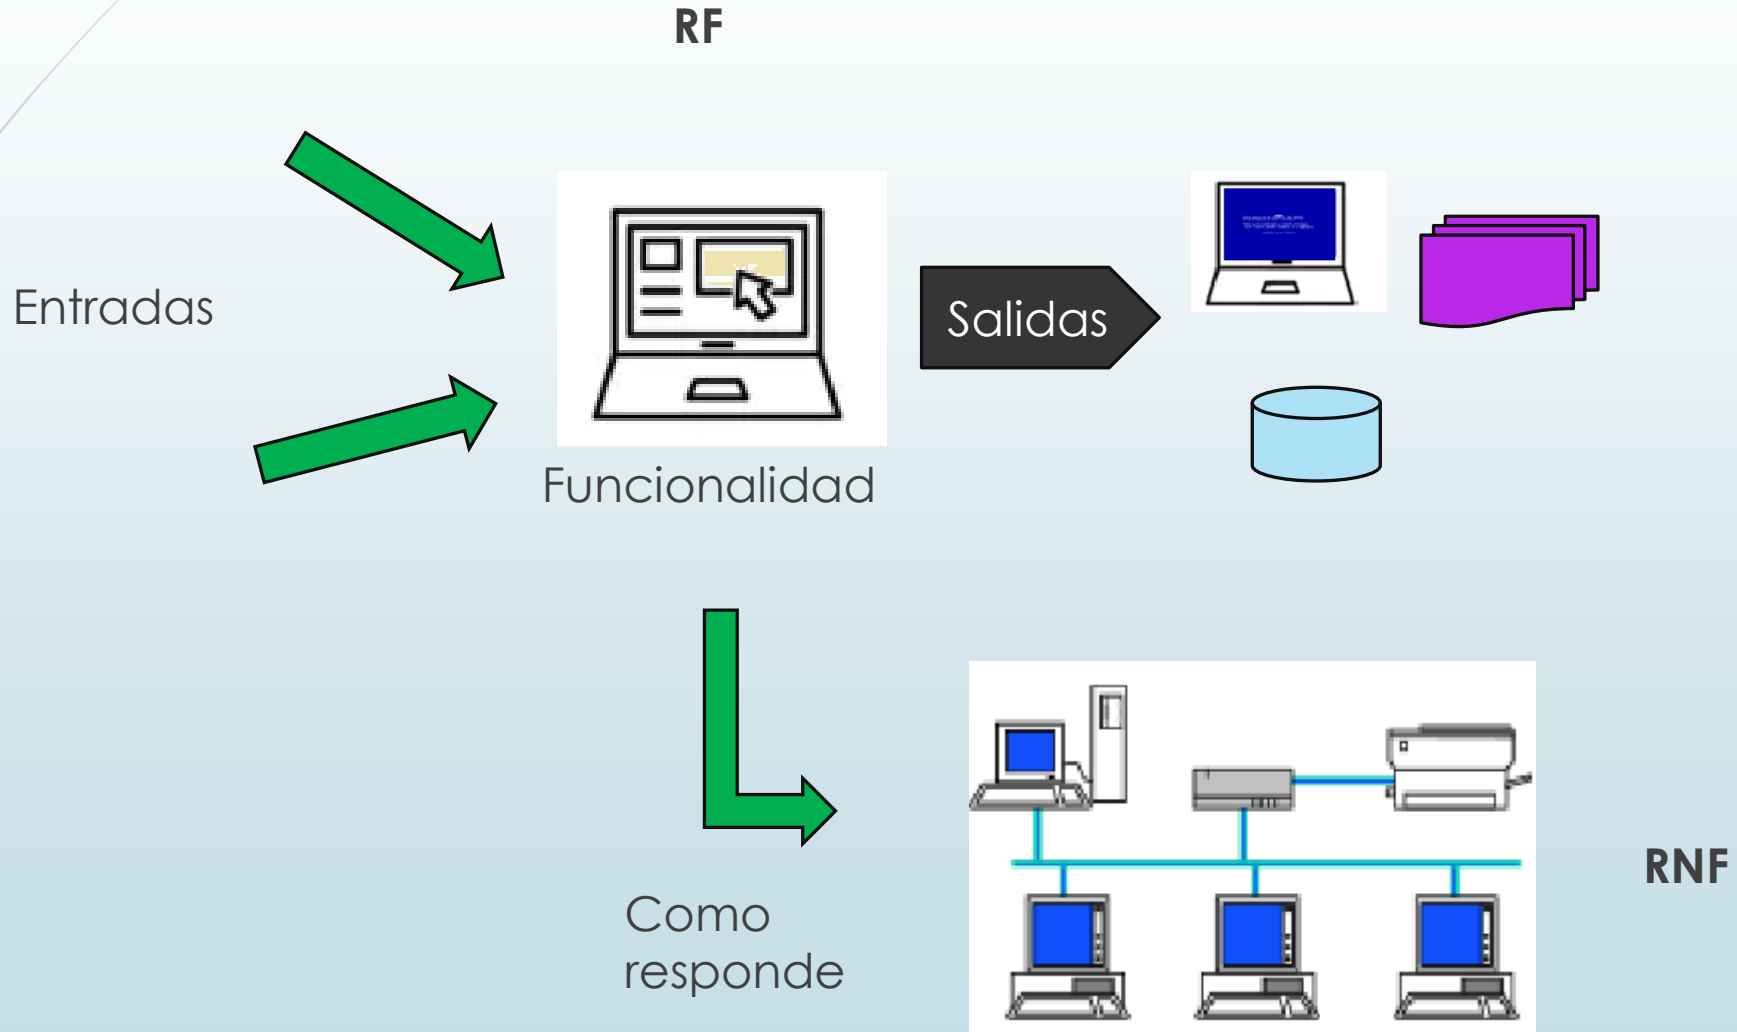 RF
Entradas
Salidas
Funcionalidad
RNF
Como
responde